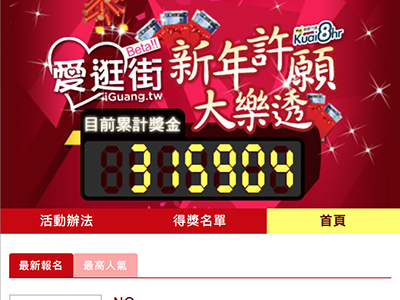 Beta!!
愛逛街
iGuang.tw
新年許願
大樂透
Kuai8hr
目前累計獎金
315904
活動辦法
得獎名單
首頁
最新報名
最高人氣
NO